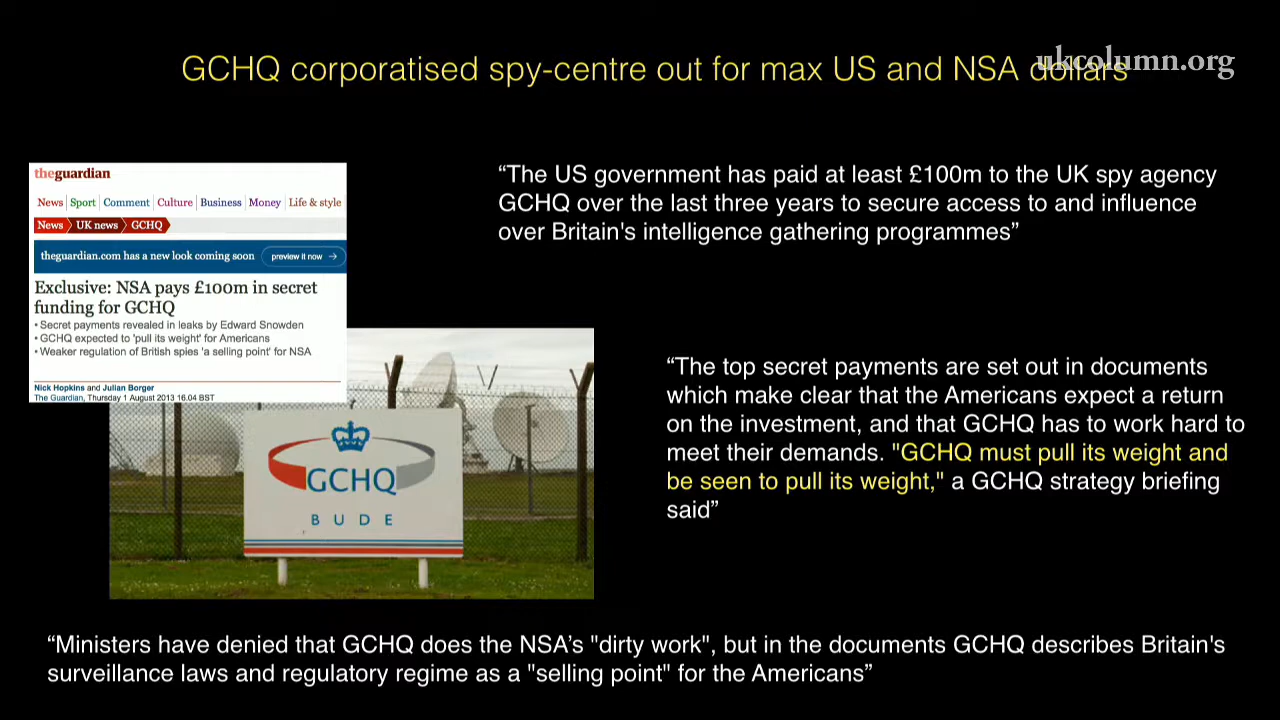 GCHQ corporatised spy-centre out for max US and NSA dollars
ukcolumn.org
theguardian
News Sport Comment Culture Business Money Life & style
News UK news GCHQ
theguardian.com has a new look coming soon preview it now →
Exclusive: NSA pays £100m in secret
funding for GCHQ
• Secret payments revealed in leaks by Edward Snowden
• GCHQ expected to 'pull its weight' for Americans
• Weaker regulation of British spies 'a selling point' for NSA
Nick Hopkins and Julian Borger
The Guardian, Thursday 1 August 2013 16.04 BST
“The US government has paid at least £100m to the UK spy agency
GCHQ over the last three years to secure access to and influence
over Britain's intelligence gathering programmes”
GCHQ
BUDE
“The top secret payments are set out in documents
which make clear that the Americans expect a return
on the investment, and that GCHQ has to work hard to
meet their demands. "GCHQ must pull its weight and
be seen to pull its weight," a GCHQ strategy briefing
said”
“Ministers have denied that GCHQ does the NSA’s "dirty work", but in the documents GCHQ describes Britain's
surveillance laws and regulatory regime as a "selling point" for the Americans”